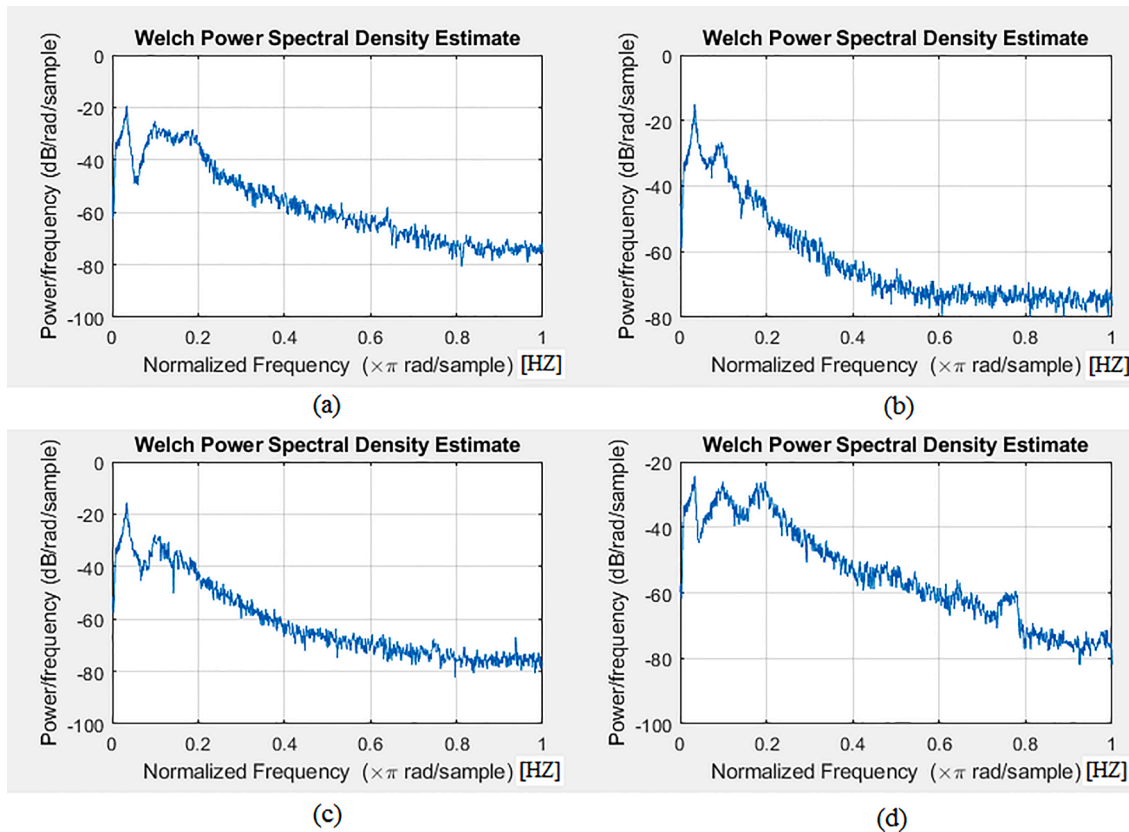 Welch Power Spectral Density Estimate
Power/frequency (dB/rad/sample)
0
-20
-40
-60
-80
-100
0
0.2
0.4
0.6
0.8
1
Normalized Frequency (×π rad/sample) [HZ]
(a)
Welch Power Spectral Density Estimate
Power/frequency (dB/rad/sample)
0
-20
-40
-60
-80
0
0.2
0.4
0.6
0.8
1
Normalized Frequency (×π rad/sample) [HZ]
(b)
Welch Power Spectral Density Estimate
Power/frequency (dB/rad/sample)
0
-20
-40
-60
-80
-100
0
0.2
0.4
0.6
0.8
1
Normalized Frequency (×π rad/sample) [HZ]
(c)
Welch Power Spectral Density Estimate
Power/frequency (dB/rad/sample)
-20
-40
-60
-80
-100
0
0.2
0.4
0.6
0.8
1
Normalized Frequency (×π rad/sample) [HZ]
(d)